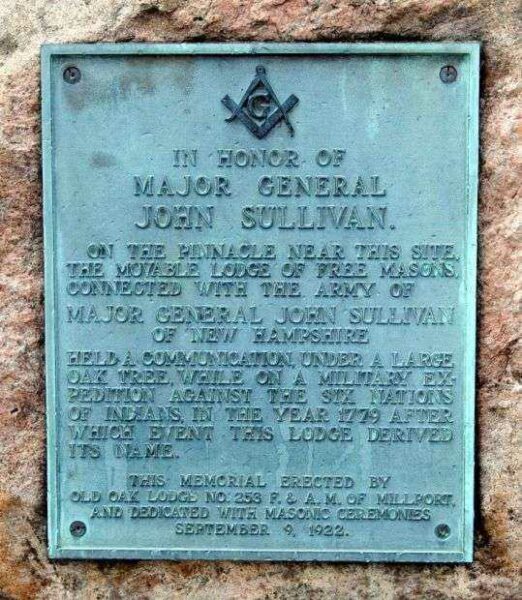 G
IN HONOR OF
MAJOR GENERAL
JOHN SULLIVAN.
ON THE PINNACLE NEAR THIS SITE,
THE MOVABLE LODGE OF FREE MASONS,
CONNECTED WITH THE ARMY OF
MAJOR GENERAL JOHN SULLIVAN
OF NEW HAMPSHIRE
HELD A COMMUNICATION UNDER A LARGE
OAK TREE, WHILE ON A MILITARY EX-
PEDITION AGAINST THE SIX NATIONS
OF INDIANS, IN THE YEAR 1779 AFTER
WHICH EVENT THIS LODGE DERIVED
ITS NAME.
THIS MEMORIAL ERECTED BY
OLD OAK LODGE NO. 253 F. & A. M. OF MILLPORT,
AND DEDICATED WITH MASONIC CEREMONIES
SEPTEMBER 9, 1922.